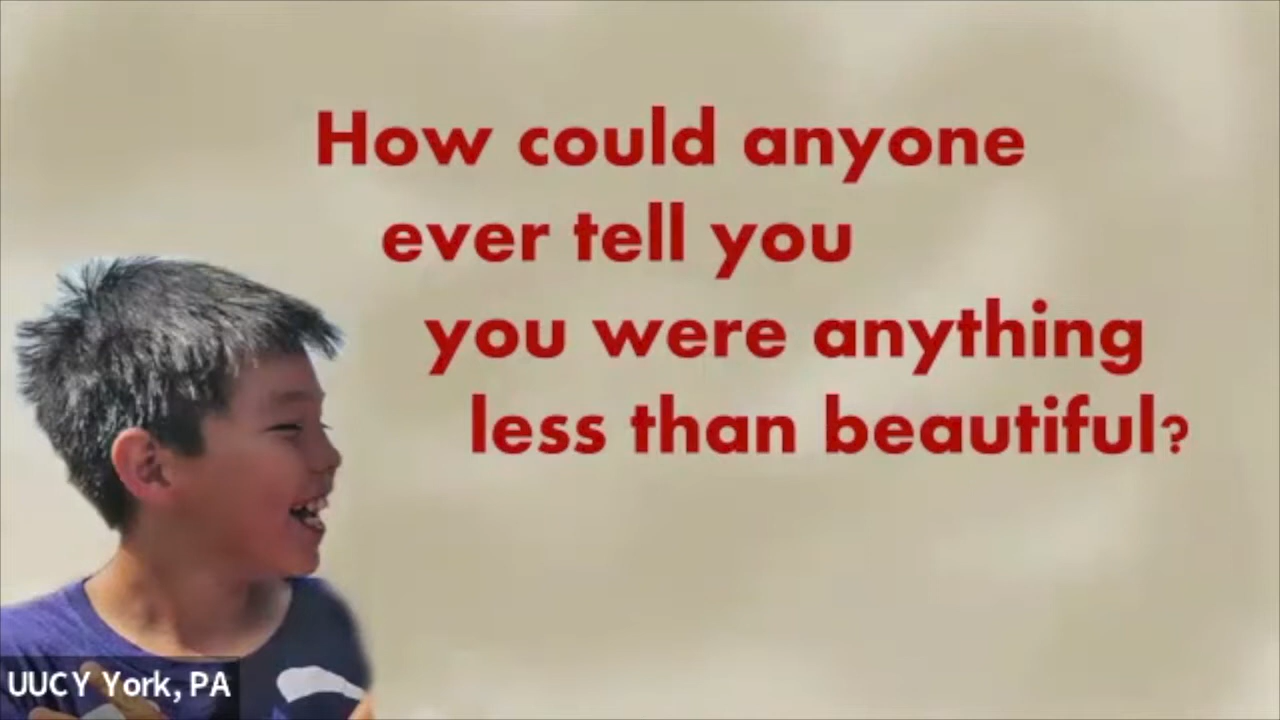 How could anyone
ever tell you
you were anything
less than beautiful?
UUCY York, PA